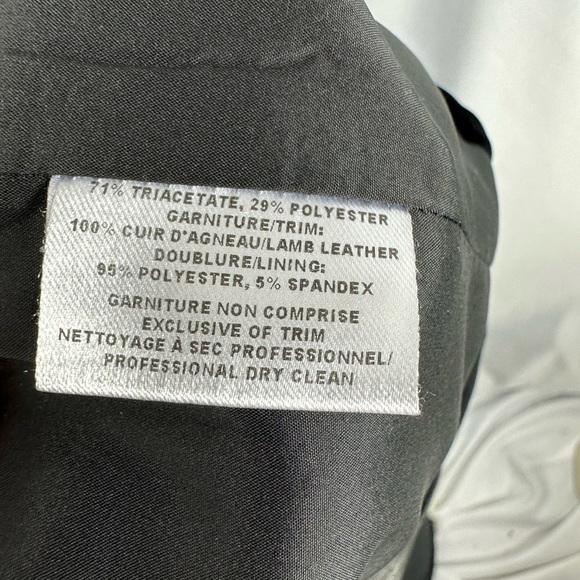 71% TRIACETATE, 29% POLYESTER
GARNITURE/TRIM:
100% CUIR D'AGNEAU/LAMB LEATHER
DOUBLURE/LINING:
95% POLYESTER, 5% SPANDEX
GARNITURE NON COMPRISE
EXCLUSIVE OF TRIM
NETTOYAGE À SEC PROFESSIONNEL/
PROFESSIONAL DRY CLEAN